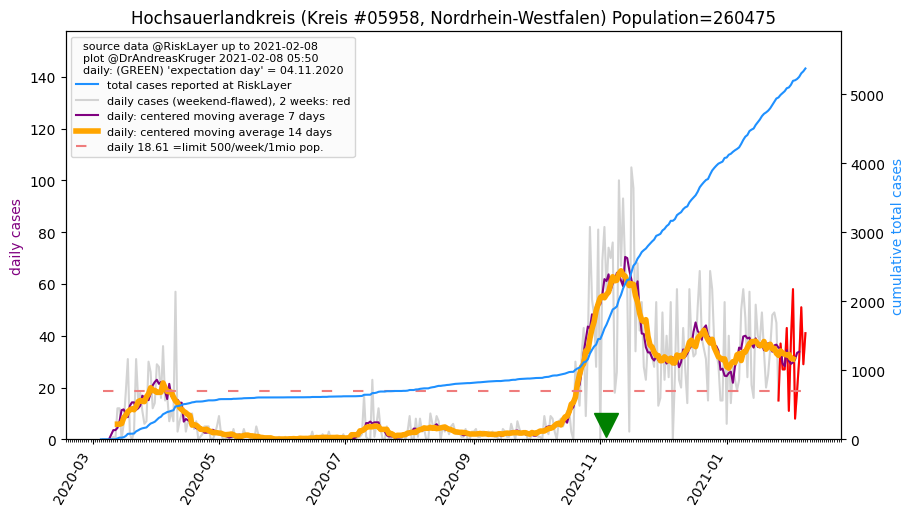 Hochsauerlandkreis (Kreis #05958, Nordrhein-Westfalen) Population=260475
source data @RiskLayer up to 2021-02-08
plot @DrAndreasKruger 2021-02-08 05:50
daily: (GREEN) 'expectation day' = 04.11.2020
total cases reported at RiskLayer
daily cases (weekend-flawed), 2 weeks: red
daily: centered moving average 7 days
daily: centered moving average 14 days
daily 18.61 =limit 500/week/1mio pop.
daily cases
140
120
100
80
60
40
20
0
cumulative total cases
5000
4000
3000
2000
1000
0
2020-03
2020-05
2020-07
2020-09
2020-11
2021-01